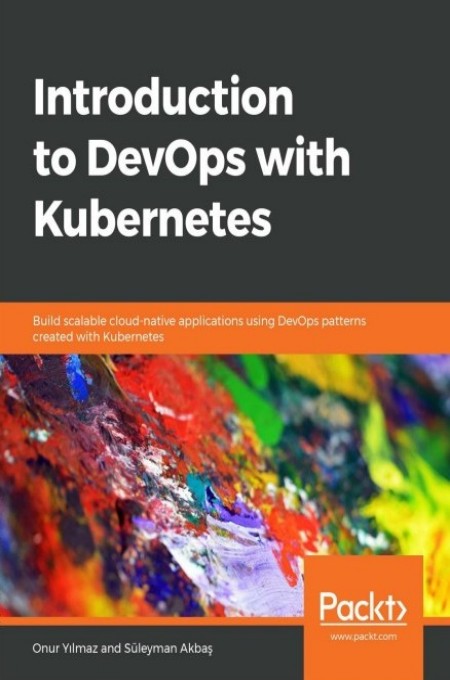 Introduction
to DevOps with
Kubernetes
Build scalable cloud-native applications using DevOps patterns
created with Kubernetes
Packt>
www.packt.com
Onur Yılmaz and Süleyman Akbaş